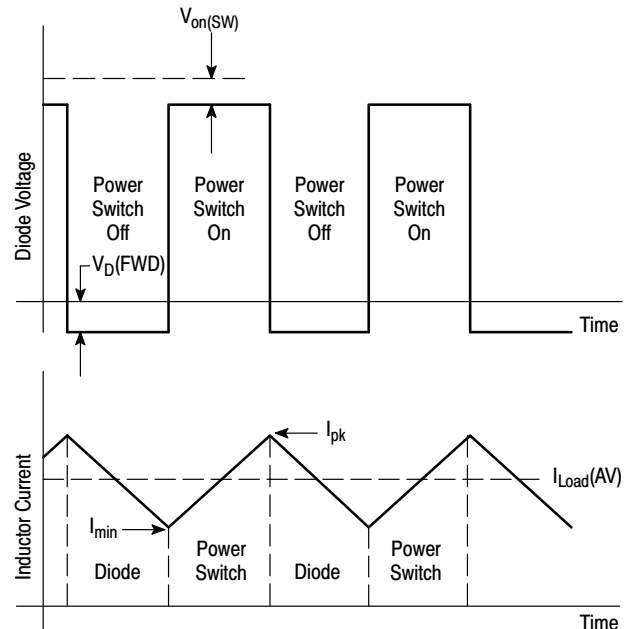 Von(SW)
Diode Voltage
Power
Switch
Off
Power
Switch
On
Power
Switch
Off
Power
Switch
On
VD(FWD)
Time
Inductor Current
Ipk
ILoad(AV)
Imin
Diode
Power
Switch
Diode
Power
Switch
Time